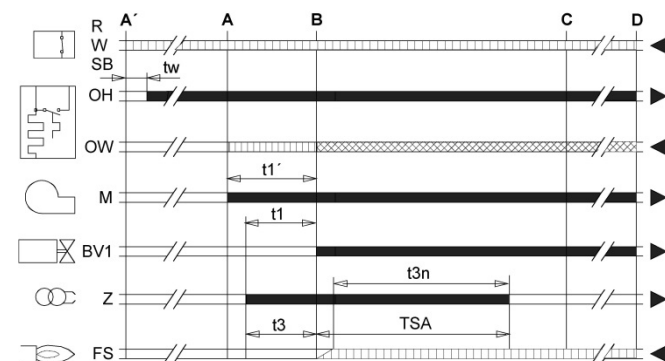 A´ A B C D
R
W
SB tw
OH
OW
t1´
M
t1
BV1
t3n
Z
t3 TSA
FS